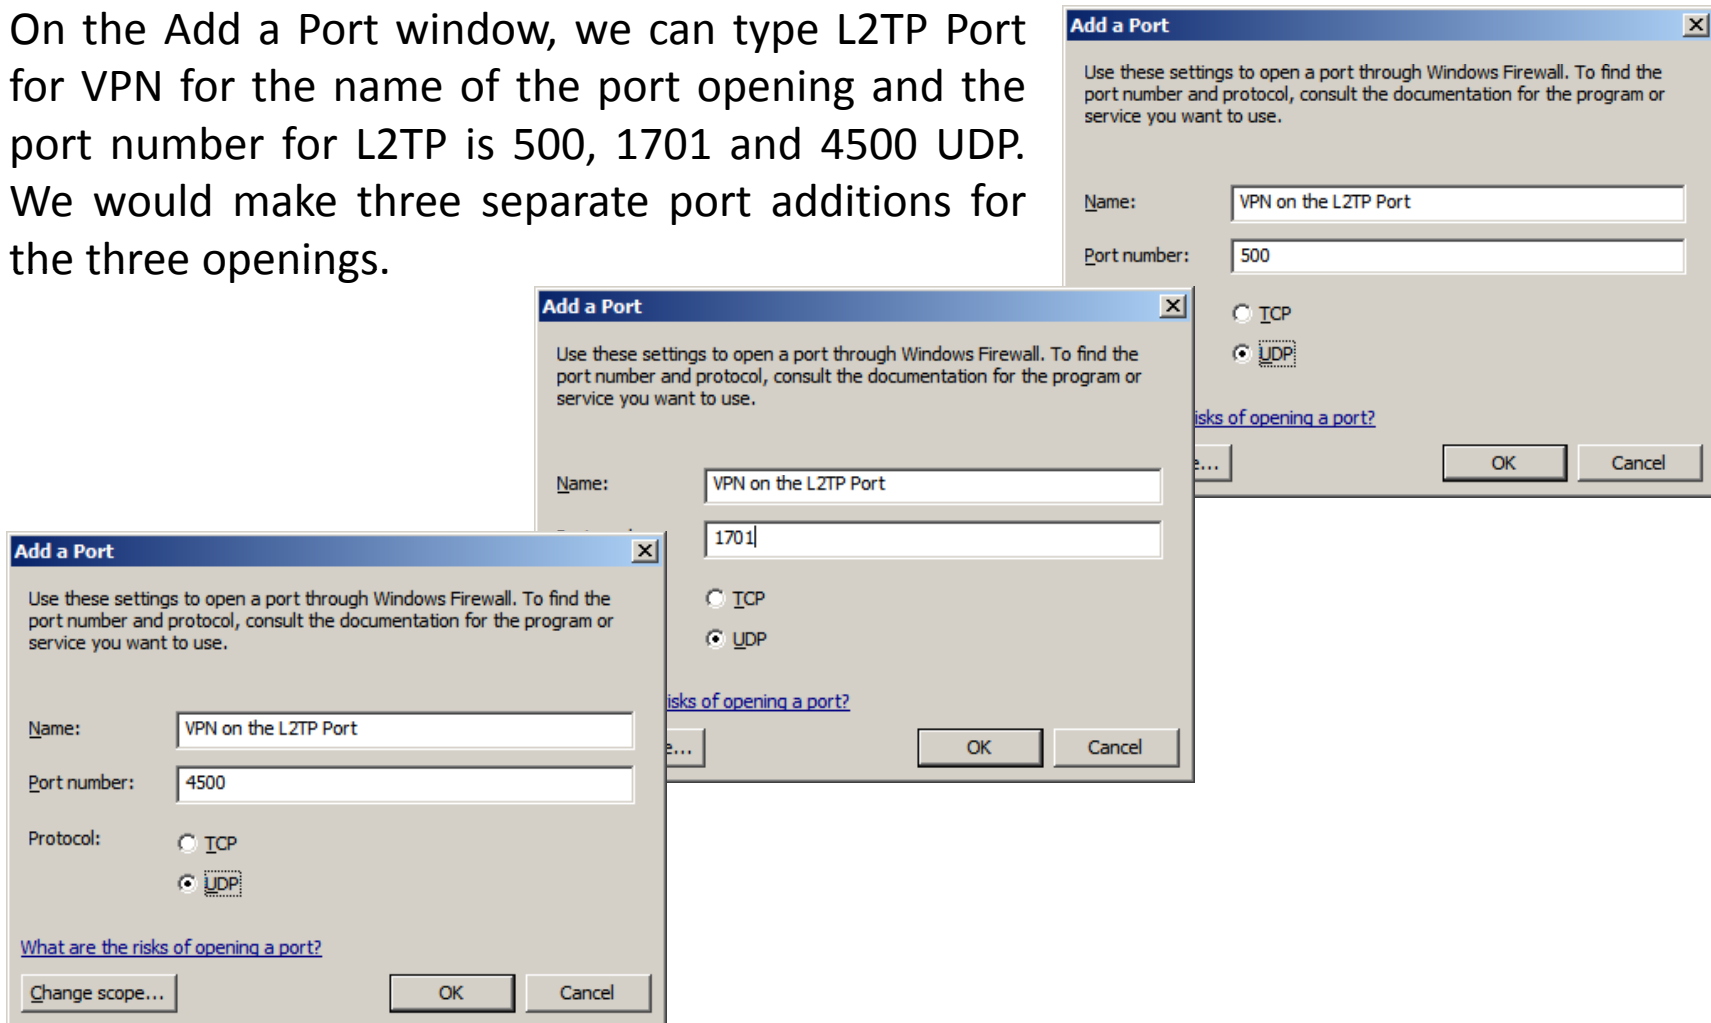 On the Add a Port window, we can type L2TP Port
for VPN for the name of the port opening and the
port number for L2TP is 500, 1701 and 4500 UDP.
We would make three separate port additions for
the three openings.
Add a Port
Use these settings to open a port through Windows Firewall. To find the
port number and protocol, consult the documentation for the program or
service you want to use.
Name: VPN on the L2TP Port
Port number: 500
TCP
UDP
isks of opening a port?
e... OK Cancel
Add a Port
Use these settings to open a port through Windows Firewall. To find the
port number and protocol, consult the documentation for the program or
service you want to use.
Name: VPN on the L2TP Port
1701
TCP
UDP
risks of opening a port?
e... OK Cancel
Add a Port
Use these settings to open a port through Windows Firewall. To find the
port number and protocol, consult the documentation for the program or
service you want to use.
Name: VPN on the L2TP Port
Port number: 4500
Protocol: TCP
UDP
What are the risks of opening a port?
Change scope... OK Cancel